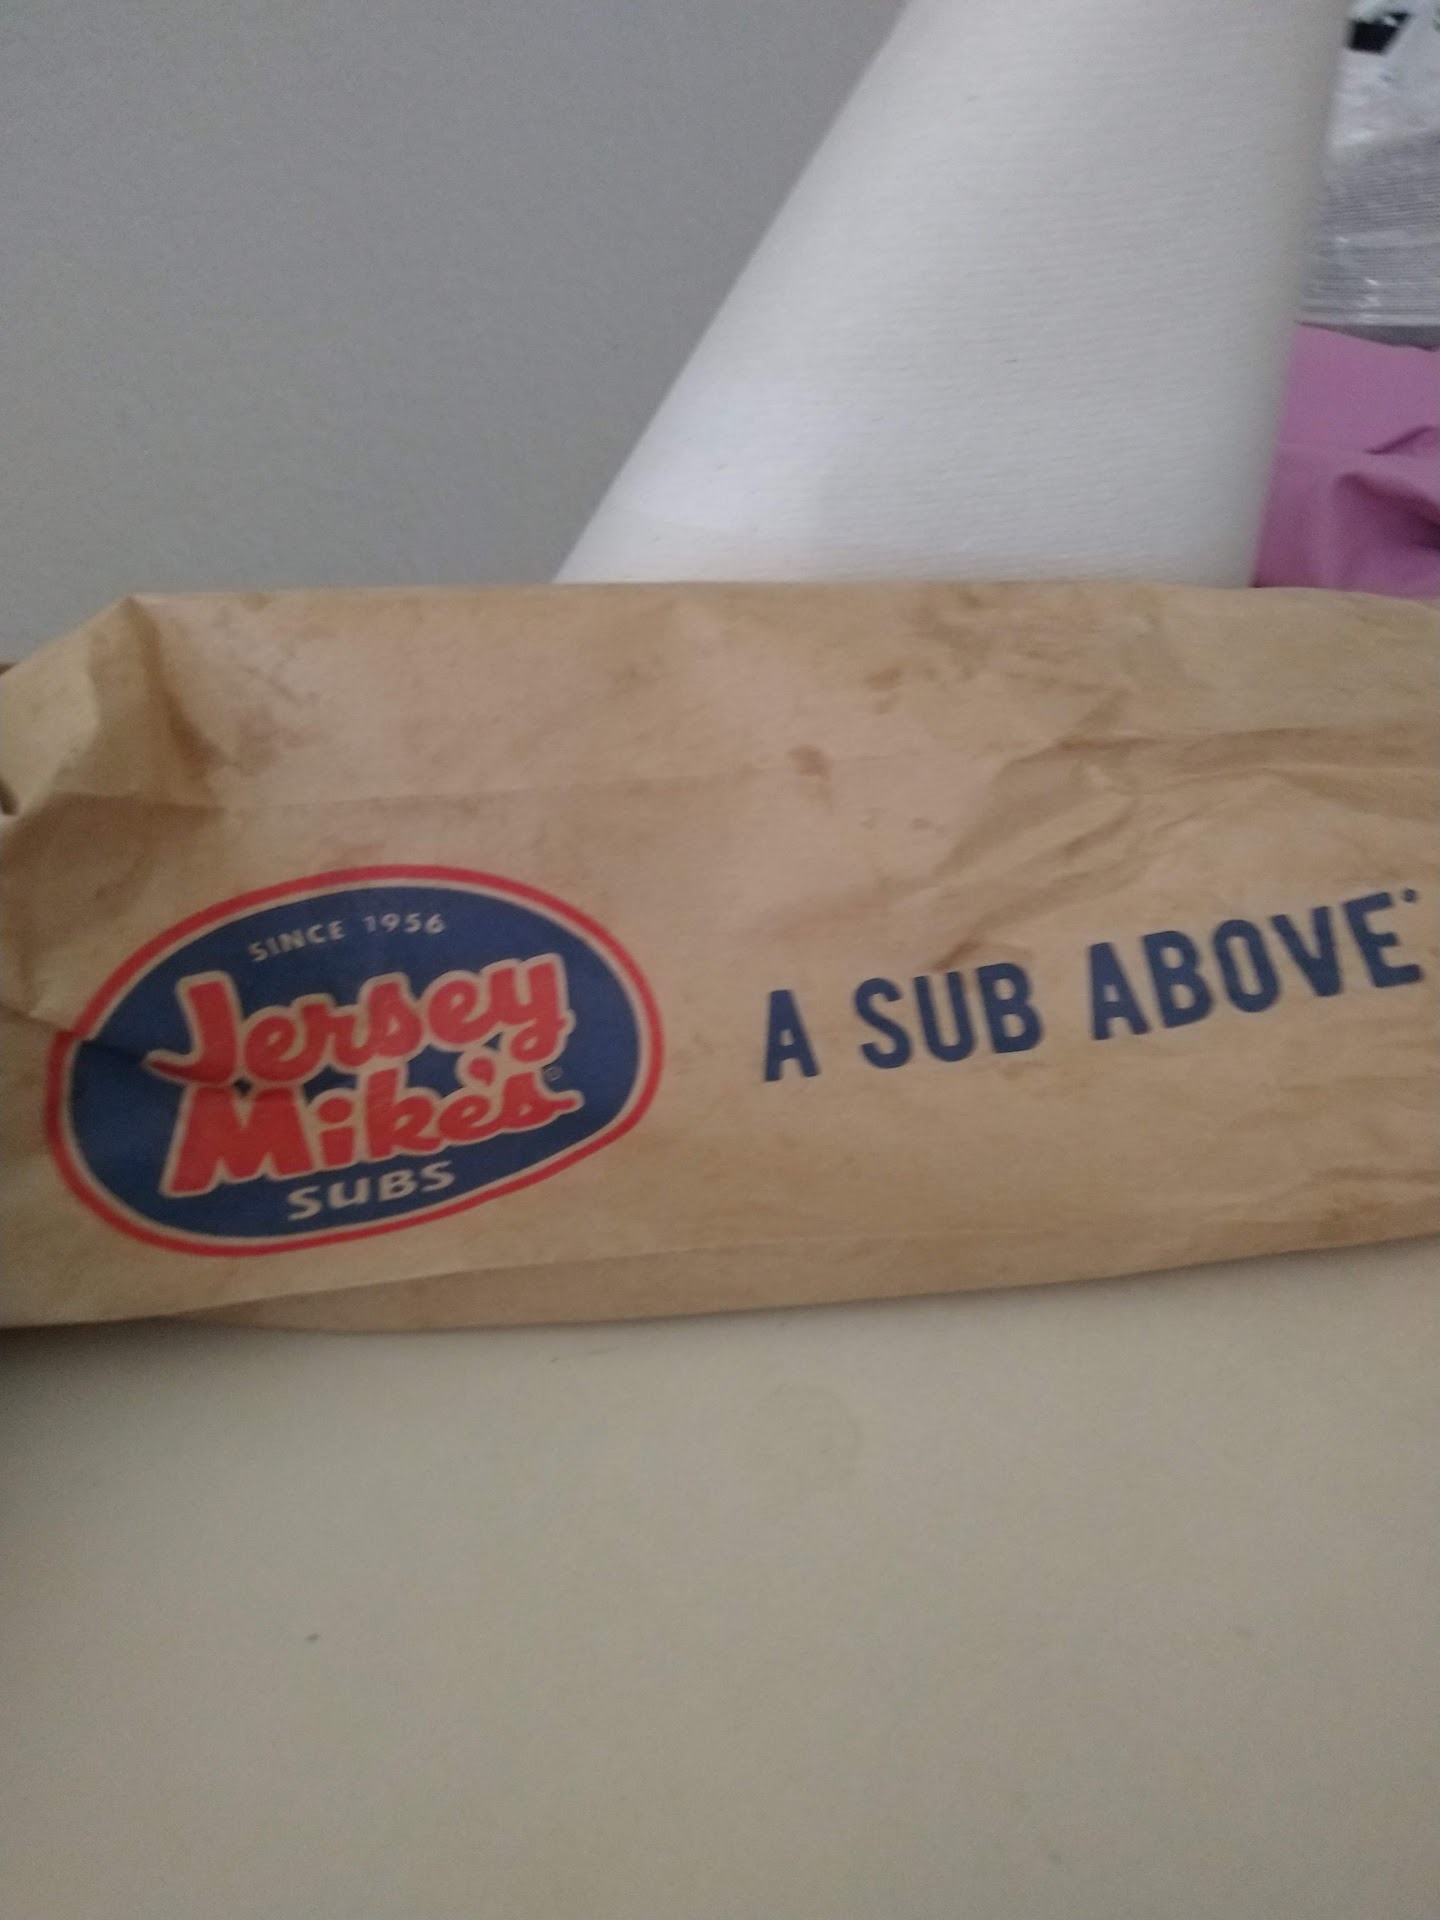 SINCE 1956
Jersey
Mike's®
SUBS
A SUB ABOVE®